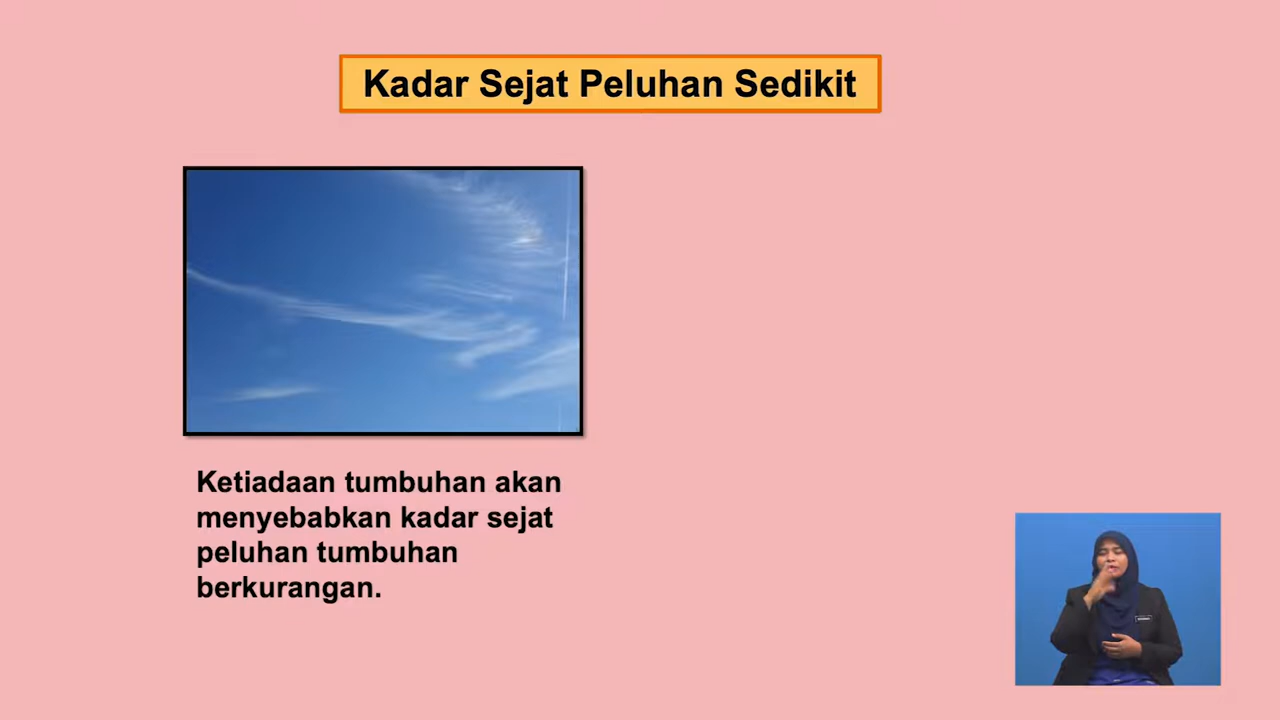 Kadar Sejat Peluhan Sedikit
Ketiadaan tumbuhan akan
menyebabkan kadar sejat
peluhan tumbuhan
berkurangan.